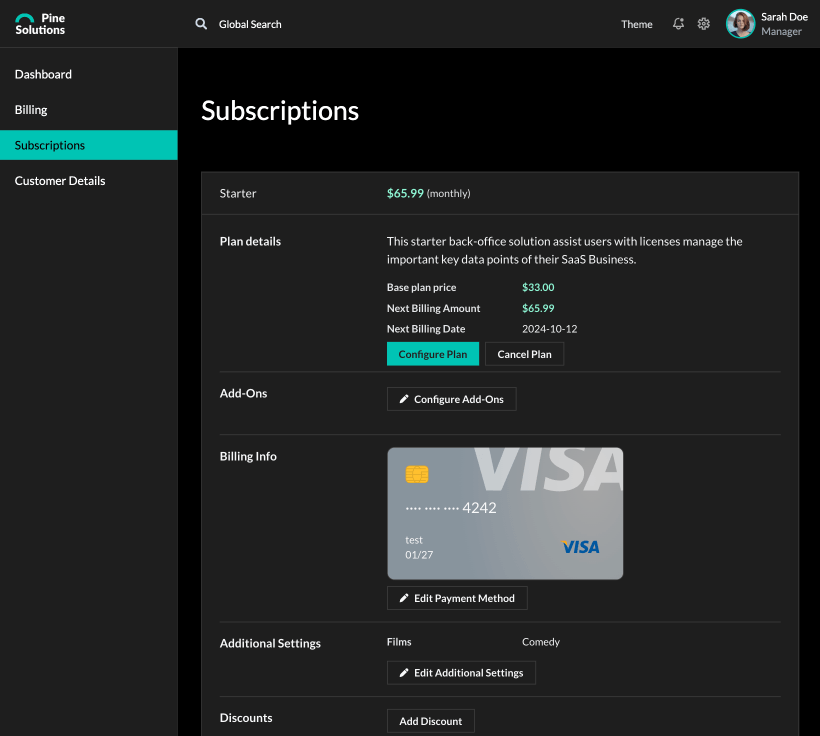 Pine
Solutions
Global Search
Theme
Sarah Doe
Manager
Dashboard
Billing
Subscriptions
Customer Details
Subscriptions
Starter
$65.99 (monthly)
Plan details
This starter back-office solution assist users with licenses manage the
important key data points of their SaaS Business.
Base plan price $33.00
Next Billing Amount $65.99
Next Billing Date 2024-10-12
Configure Plan
Cancel Plan
Add-Ons
Configure Add-Ons
Billing Info
VISA
•••• •••• •••• 4242
test
01/27
VISA
Edit Payment Method
Additional Settings
Films Comedy
Edit Additional Settings
Discounts
Add Discount